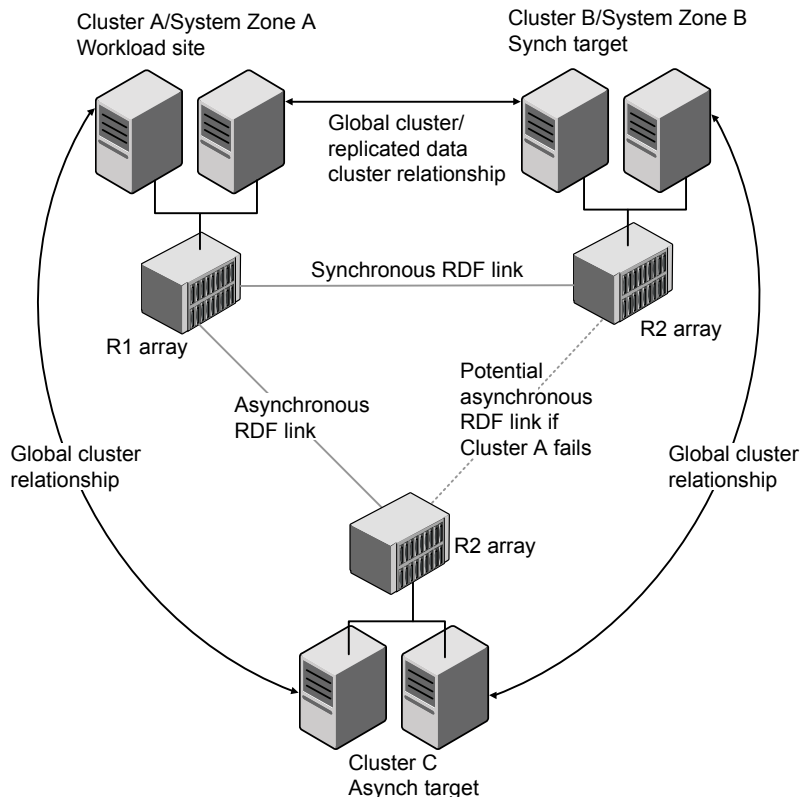 Cluster A/System Zone A
Workload site
Cluster B/System Zone B
Synch target
Global cluster/
replicated data
cluster relationship
Synchronous RDF link
R1 array
R2 array
Asynchronous
RDF link
Potential
asynchronous
RDF link if
Cluster A fails
Global cluster
relationship
Global cluster
relationship
R2 array
Cluster C
Asynch target